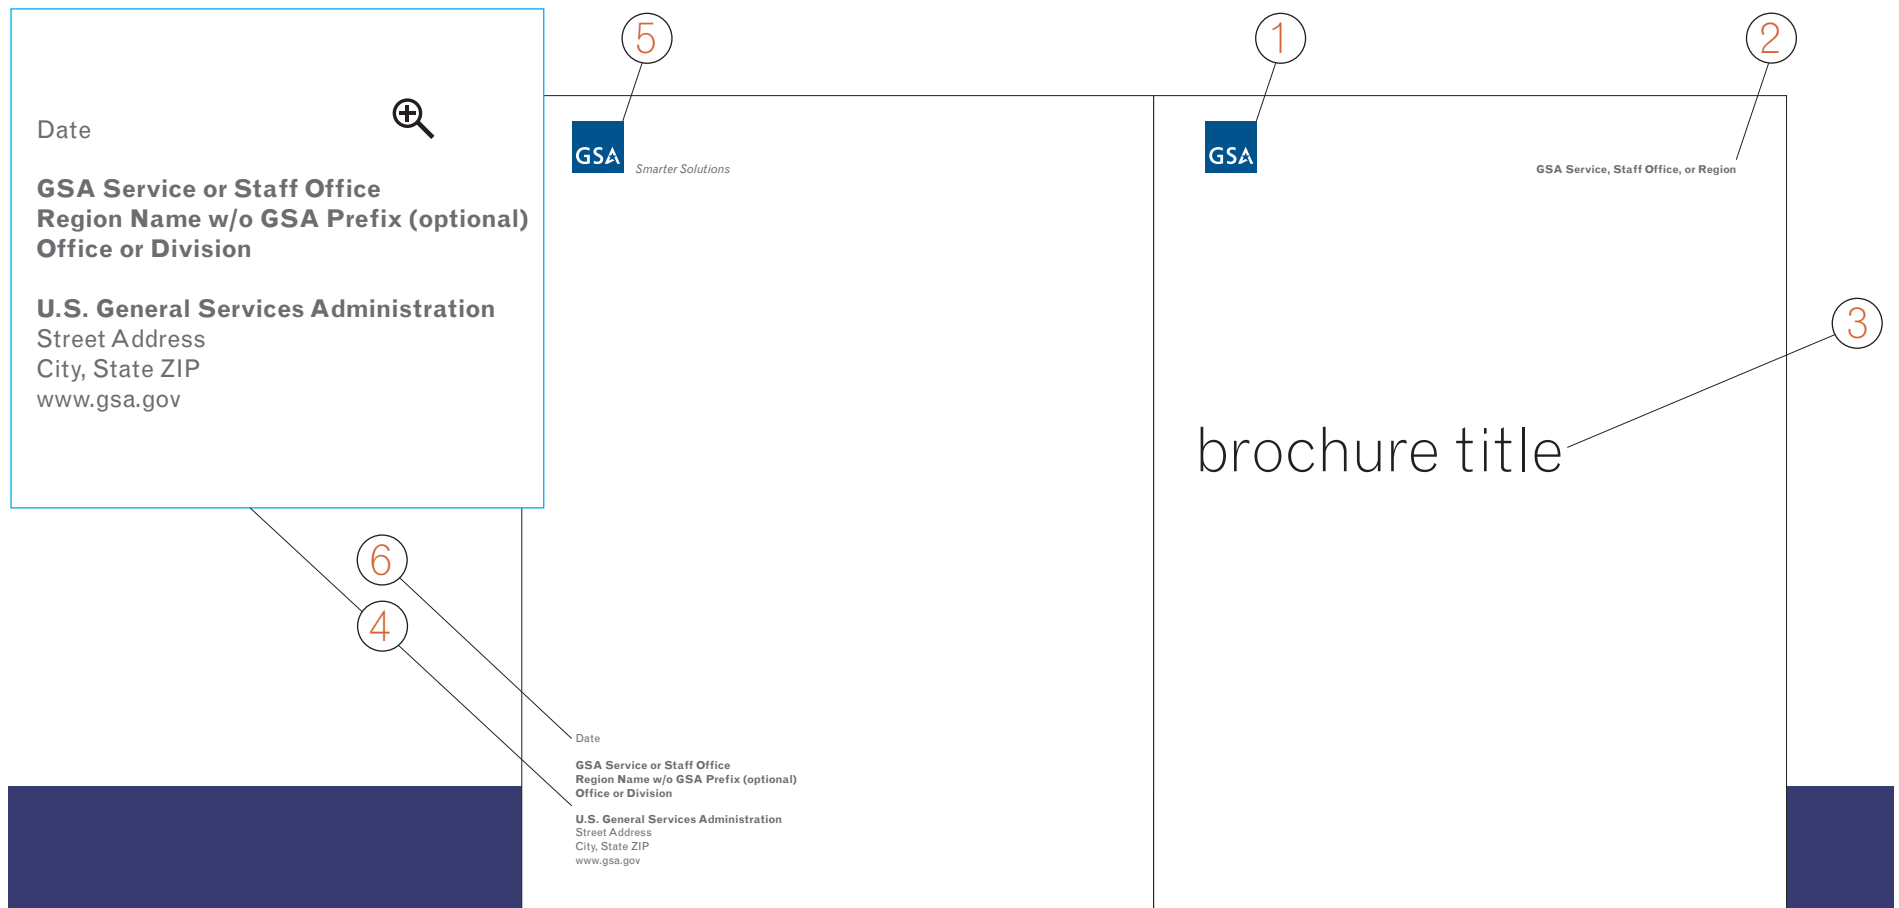 5
1
2
Date
GSA Service or Staff Office
Region Name w/o GSA Prefix (optional)
Office or Division
U.S. General Services Administration
Street Address
City, State ZIP
www.gsa.gov
GSA
Smarter Solutions
GSA
GSA Service, Staff Office, or Region
3
brochure title
6
4
Date
GSA Service or Staff Office
Region Name w/o GSA Prefix (optional)
Office or Division
U.S. General Services Administration
Street Address
City, State ZIP
www.gsa.gov